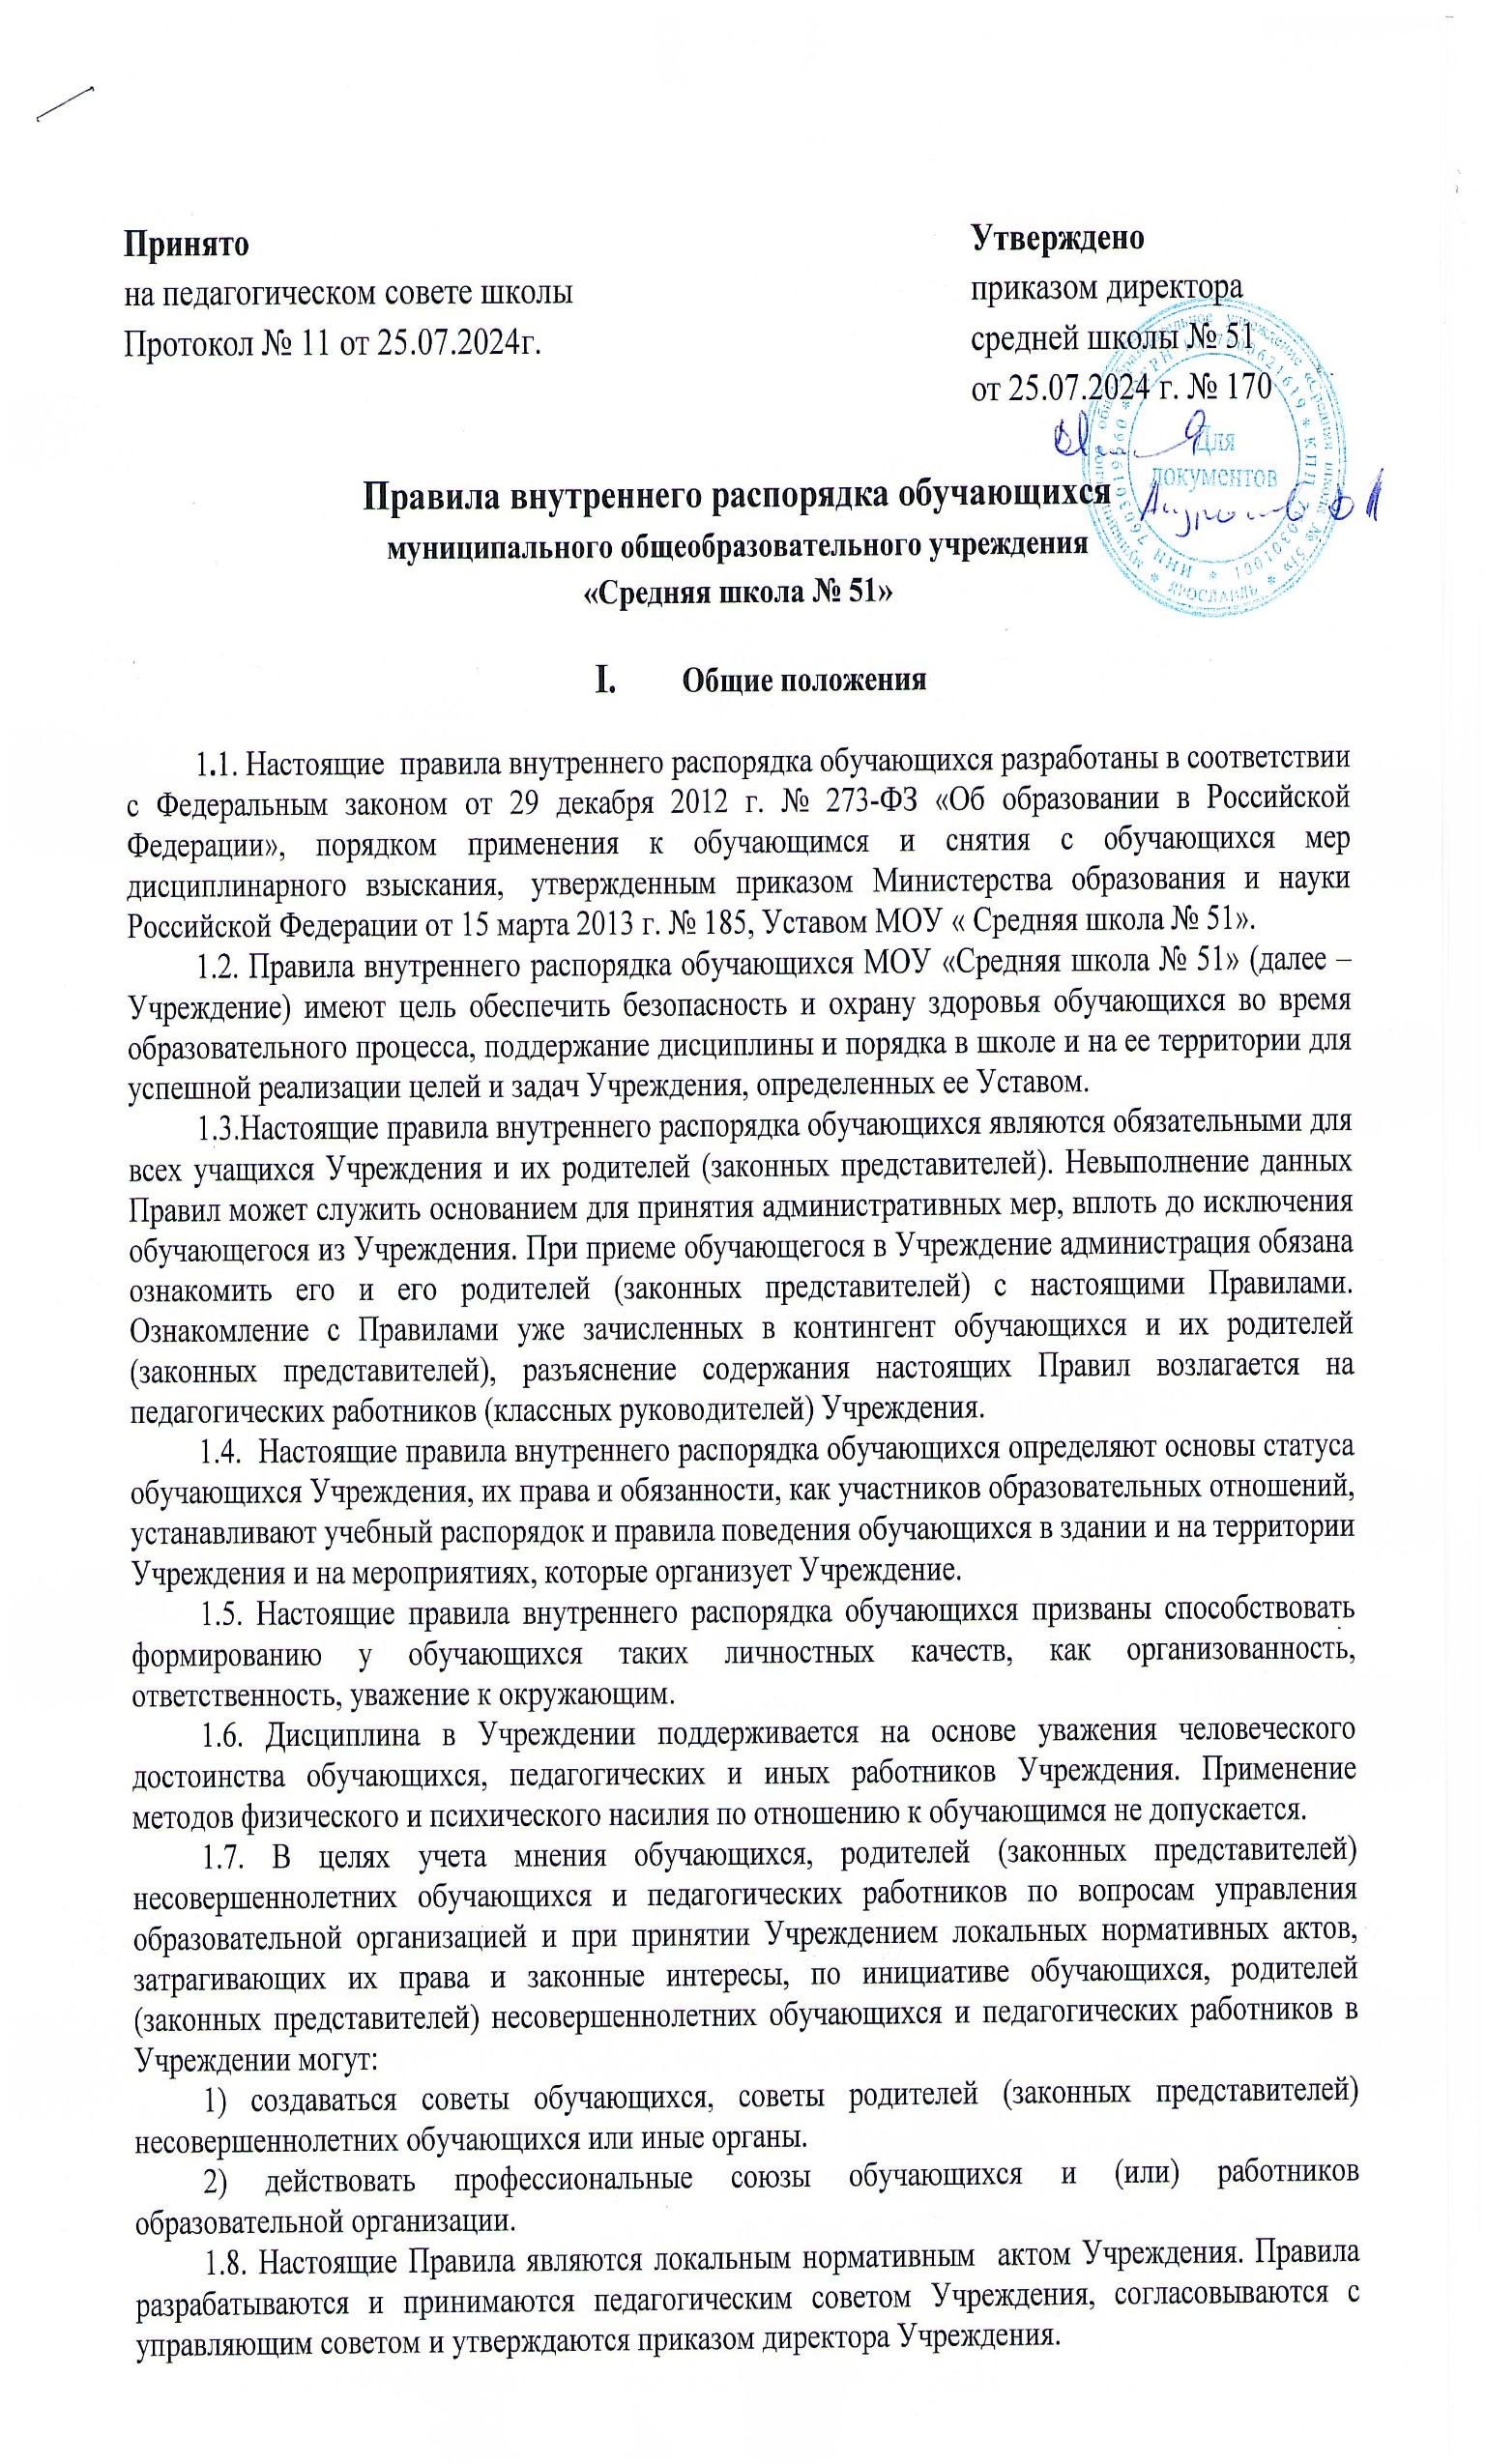 Принято
на педагогическом совете школы
Протокол № 11 от 25.07.2024г.
Утверждено
приказом директора
средней школы № 51
от 25.07.2024 г. № 170
Для
документов
Правила внутреннего распорядка обучающихся
муниципального общеобразовательного учреждения
«Средняя школа № 51»
I. Общие положения
1.1. Настоящие правила внутреннего распорядка обучающихся разработаны в соответствии
с Федеральным законом от 29 декабря 2012 г. № 273-ФЗ «Об образовании в Российской
Федерации», порядком применения к обучающимся и снятия с обучающихся мер
дисциплинарного взыскания, утвержденным приказом Министерства образования и науки
Российской Федерации от 15 марта 2013 г. № 185, Уставом МОУ « Средняя школа № 51».
1.2. Правила внутреннего распорядка обучающихся МОУ «Средняя школа № 51» (далее –
Учреждение) имеют цель обеспечить безопасность и охрану здоровья обучающихся во время
образовательного процесса, поддержание дисциплины и порядка в школе и на ее территории для
успешной реализации целей и задач Учреждения, определенных ее Уставом.
1.3.Настоящие правила внутреннего распорядка обучающихся являются обязательными для
всех учащихся Учреждения и их родителей (законных представителей). Невыполнение данных
Правил может служить основанием для принятия административных мер, вплоть до исключения
обучающегося из Учреждения. При приеме обучающегося в Учреждение администрация обязана
ознакомить его и его родителей (законных представителей) с настоящими Правилами.
Ознакомление с Правилами уже зачисленных в контингент обучающихся и их родителей
(законных представителей), разъяснение содержания настоящих Правил возлагается на
педагогических работников (классных руководителей) Учреждения.
1.4. Настоящие правила внутреннего распорядка обучающихся определяют основы статуса
обучающихся Учреждения, их права и обязанности, как участников образовательных отношений,
устанавливают учебный распорядок и правила поведения обучающихся в здании и на территории
Учреждения и на мероприятиях, которые организует Учреждение.
1.5. Настоящие правила внутреннего распорядка обучающихся призваны способствовать
формированию у обучающихся таких личностных качеств, как организованность,
ответственность, уважение к окружающим.
1.6. Дисциплина в Учреждении поддерживается на основе уважения человеческого
достоинства обучающихся, педагогических и иных работников Учреждения. Применение
методов физического и психического насилия по отношению к обучающимся не допускается.
1.7. В целях учета мнения обучающихся, родителей (законных представителей)
несовершеннолетних обучающихся и педагогических работников по вопросам управления
образовательной организацией и при принятии Учреждением локальных нормативных актов,
затрагивающих их права и законные интересы, по инициативе обучающихся, родителей
(законных представителей) несовершеннолетних обучающихся и педагогических работников в
Учреждении могут:
1) создаваться советы обучающихся, советы родителей (законных представителей)
несовершеннолетних обучающихся или иные органы.
2) действовать профессиональные союзы обучающихся и (или) работников
образовательной организации.
1.8. Настоящие Правила являются локальным нормативным актом Учреждения. Правила
разрабатываются и принимаются педагогическим советом Учреждения, согласовываются с
управляющим советом и утверждаются приказом директора Учреждения.